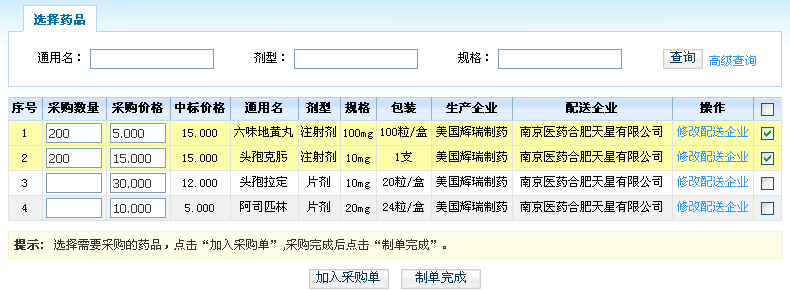 选择药品
通用名： 剂型： 规格： 查询 高级查询
序号 采购数量 采购价格 中标价格 通用名 剂型 规格 包装 生产企业 配送企业 操作
1 200 5.000 15.000 六味地黄丸 注射剂 100mg 100粒/盒 美国辉瑞制药 南京医药合肥天星有限公司 修改配送企业
2 200 15.000 15.000 头孢克肟 注射剂 10mg 1支 美国辉瑞制药 南京医药合肥天星有限公司 修改配送企业
3 30.000 12.000 头孢拉定 片剂 10mg 20粒/盒 美国辉瑞制药 南京医药合肥天星有限公司 修改配送企业
4 10.000 5.000 阿司匹林 片剂 20mg 24粒/盒 美国辉瑞制药 南京医药合肥天星有限公司 修改配送企业
提示: 选择需要采购的药品，点击“加入采购单”,采购完成后点击“制单完成”。
加入采购单 制单完成